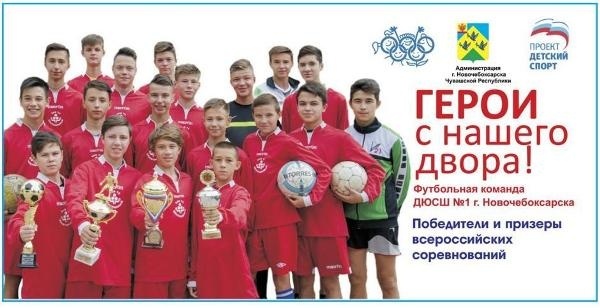 Администрация
г. Новочебоксарска
Чувашской Республики
ПРОЕКТ
ДЕТСКИЙ
СПОРТ
ГЕРОИ
с нашего
двора!
Футбольная команда
ДЮСШ №1 г. Новочебоксарска
Победители и призеры
всероссийских
соревнований
TORRES